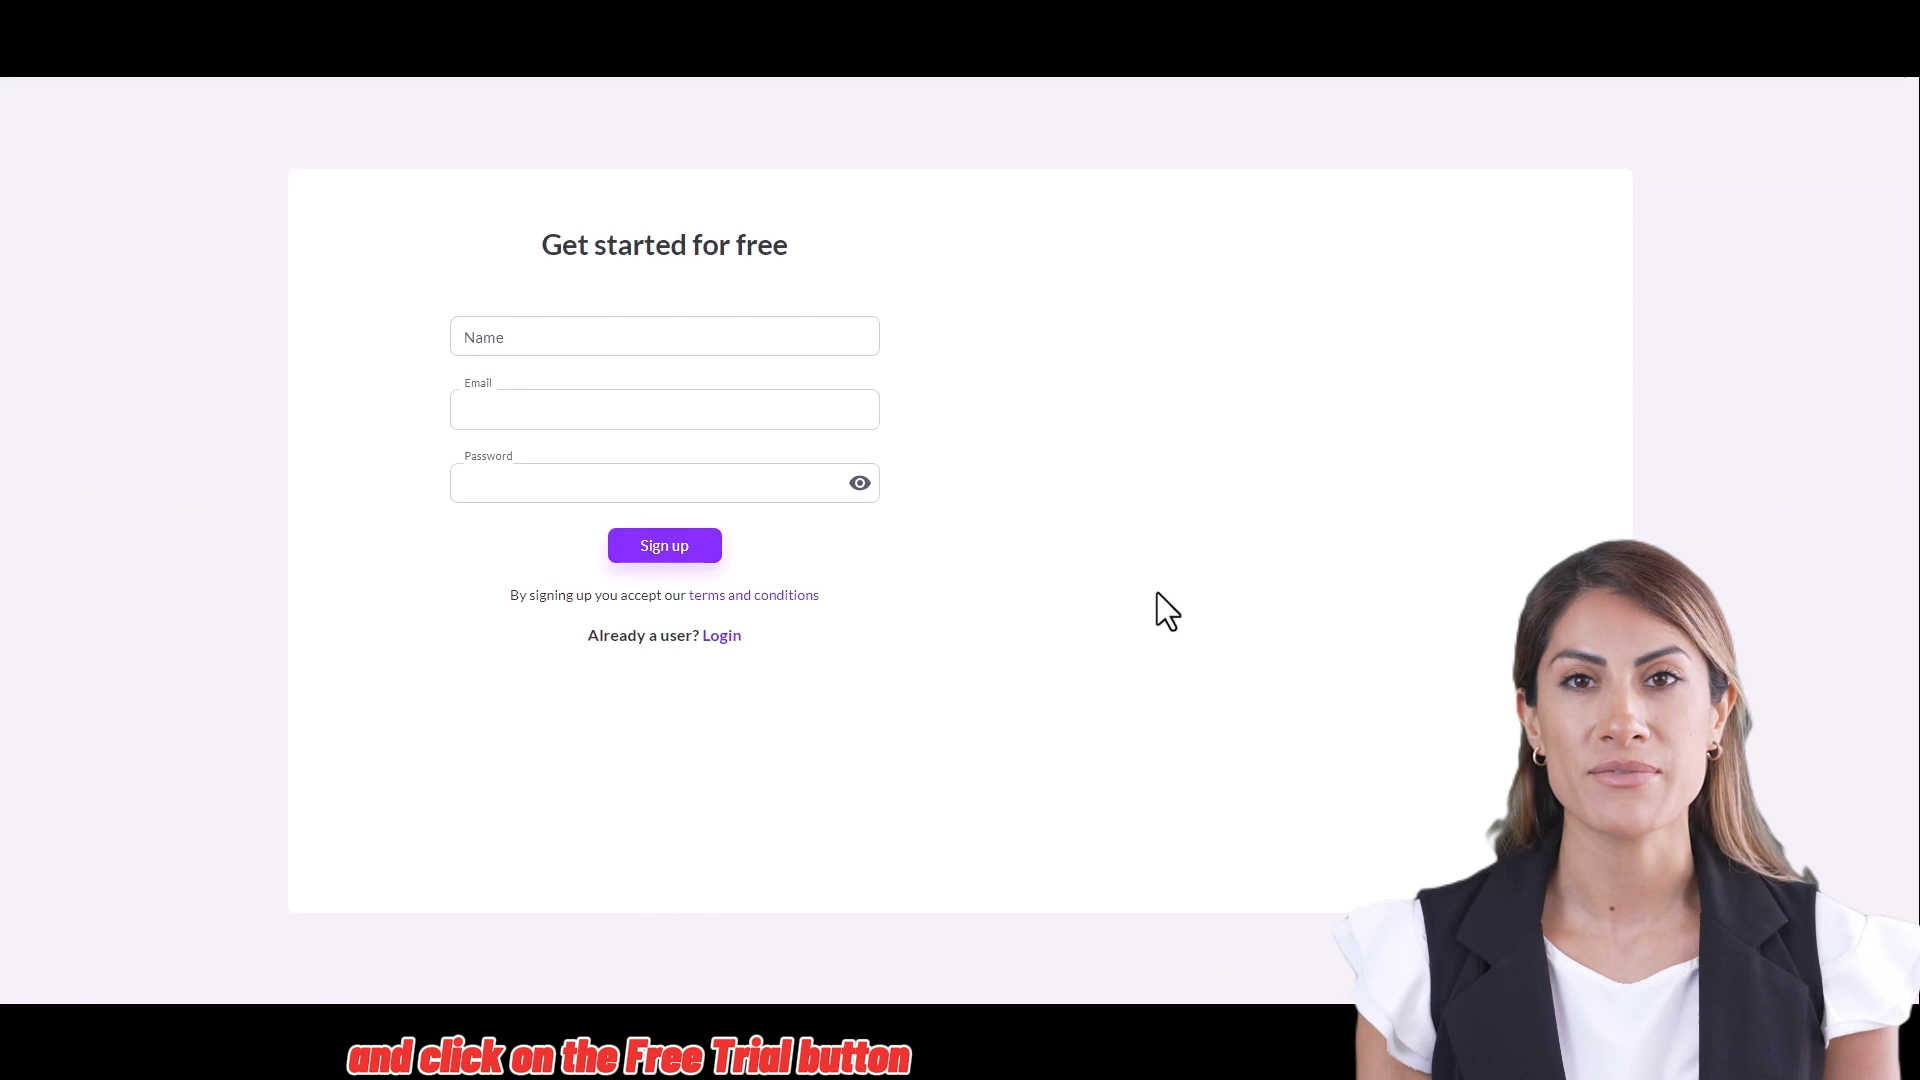 Get started for free
Name
Email
Password
Sign up
By signing up you accept our terms and conditions
Already a user? Login
and click on the Free Trial button